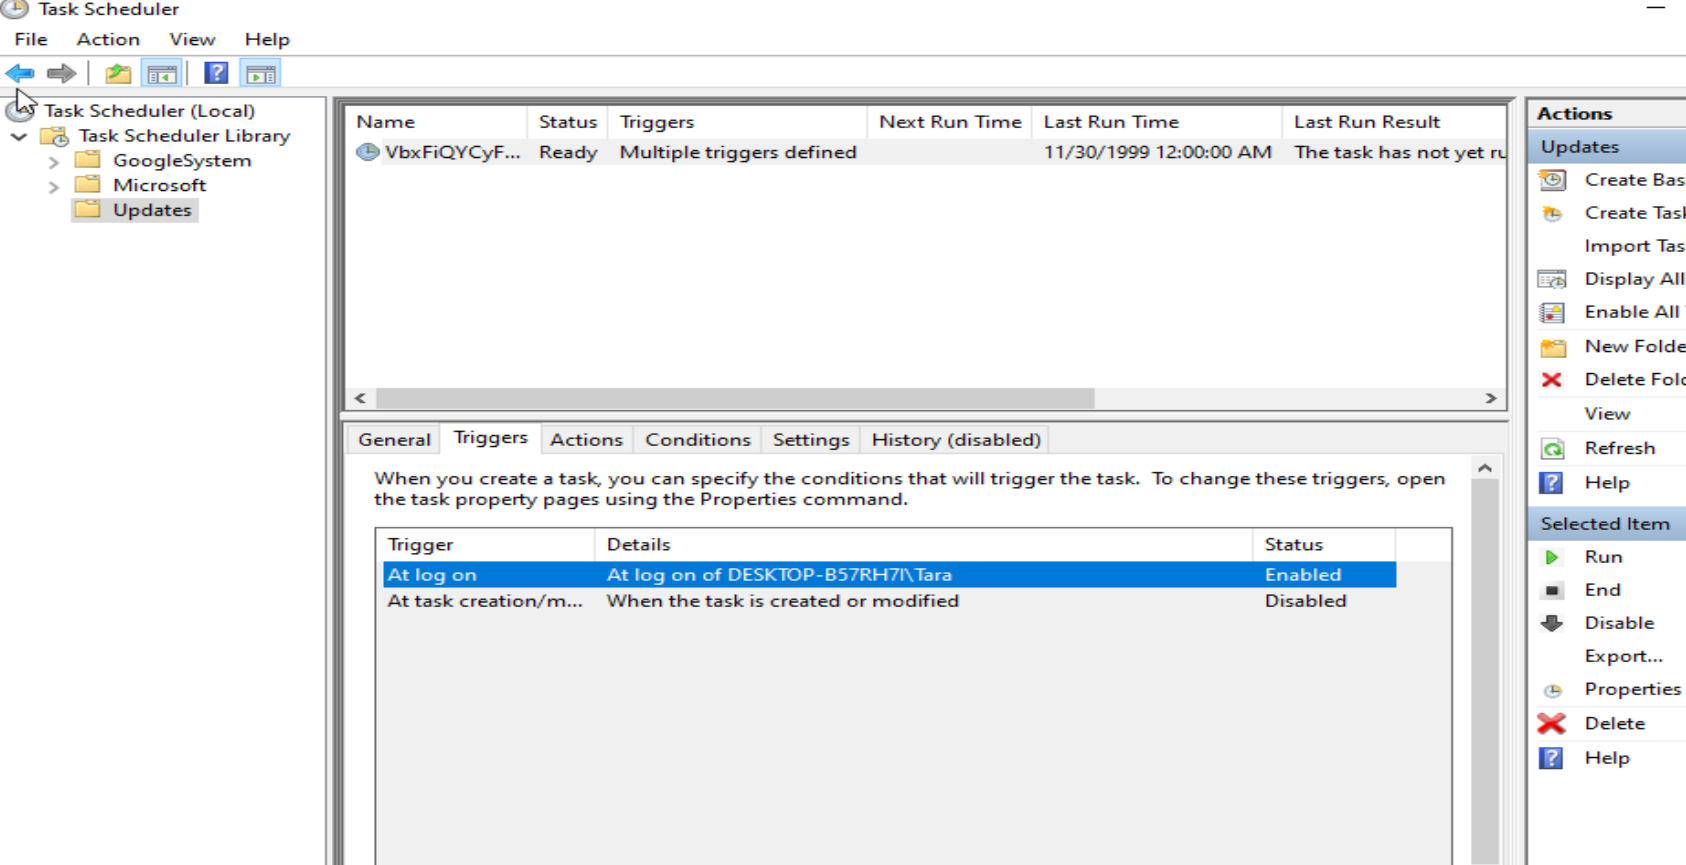 Task Scheduler
File Action View Help
Task Scheduler (Local)
Task Scheduler Library
GoogleSystem
Microsoft
Updates
Name Status Triggers Next Run Time Last Run Time Last Run Result
VbxFiQYCyF... Ready Multiple triggers defined 11/30/1999 12:00:00 AM The task has not yet ru
General Triggers Actions Conditions Settings History (disabled)
When you create a task, you can specify the conditions that will trigger the task. To change these triggers, open
the task property pages using the Properties command.
Trigger Details Status
At log on At log on of DESKTOP-B57RH7I\Tara Enabled
At task creation/m... When the task is created or modified Disabled
Actions
Updates
Create Bas
Create Task
Import Tas
Display All
Enable All
New Folde
Delete Fold
View
Refresh
Help
Selected Item
Run
End
Disable
Export...
Properties
Delete
Help